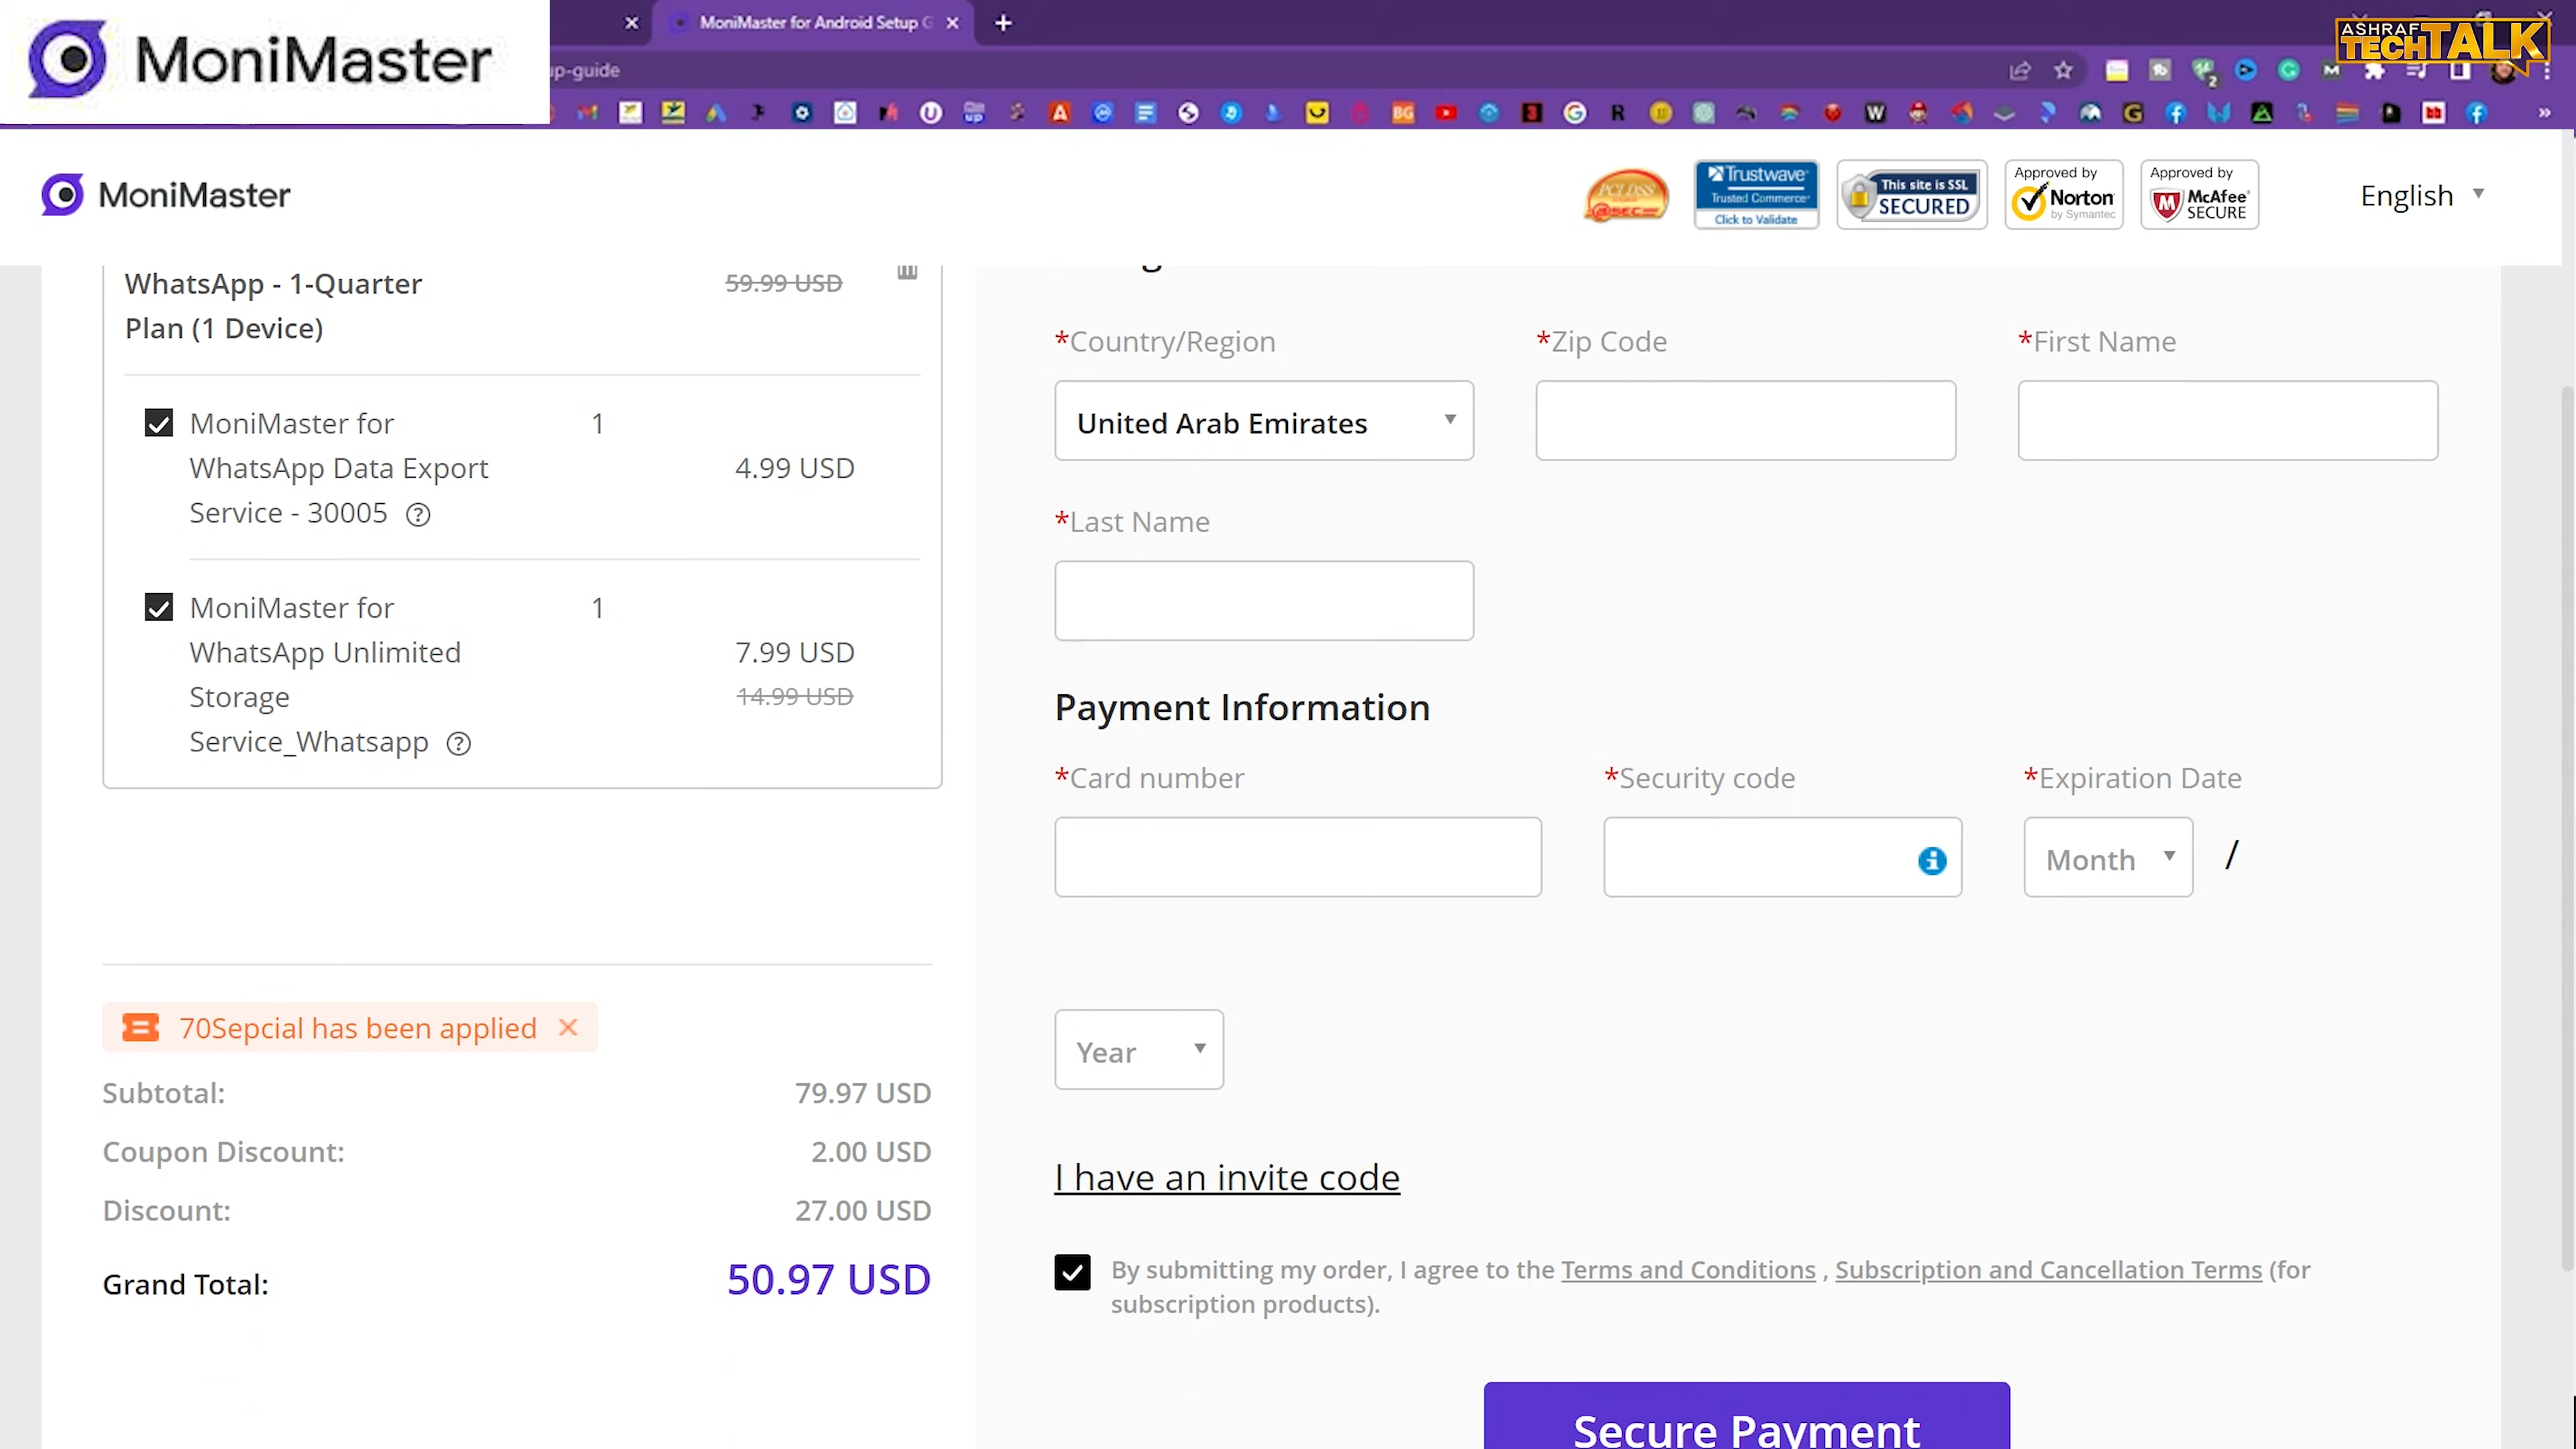 MoniMaster
MoniMaster for Android Setup G
ASHRAF
TECHTALK
up-guide
MoniMaster
PCI DSS
@sec
Trustwave
Trusted Commerce
Click to Validate
This site is SSL
SECURED
Approved by
Norton
by Symantec
Approved by
McAfee
SECURE
English
WhatsApp - 1-Quarter
Plan (1 Device)
59.99 USD
MoniMaster for
WhatsApp Data Export
Service - 30005
1
4.99 USD
MoniMaster for
WhatsApp Unlimited
Storage
Service_Whatsapp
1
7.99 USD
14.99 USD
70Sepcial has been applied
Subtotal: 79.97 USD
Coupon Discount: 2.00 USD
Discount: 27.00 USD
Grand Total: 50.97 USD
*Country/Region
United Arab Emirates
*Zip Code
*First Name
*Last Name
Payment Information
*Card number
*Security code
*Expiration Date
Month /
Year
I have an invite code
By submitting my order, I agree to the Terms and Conditions , Subscription and Cancellation Terms (for
subscription products).
Secure Payment